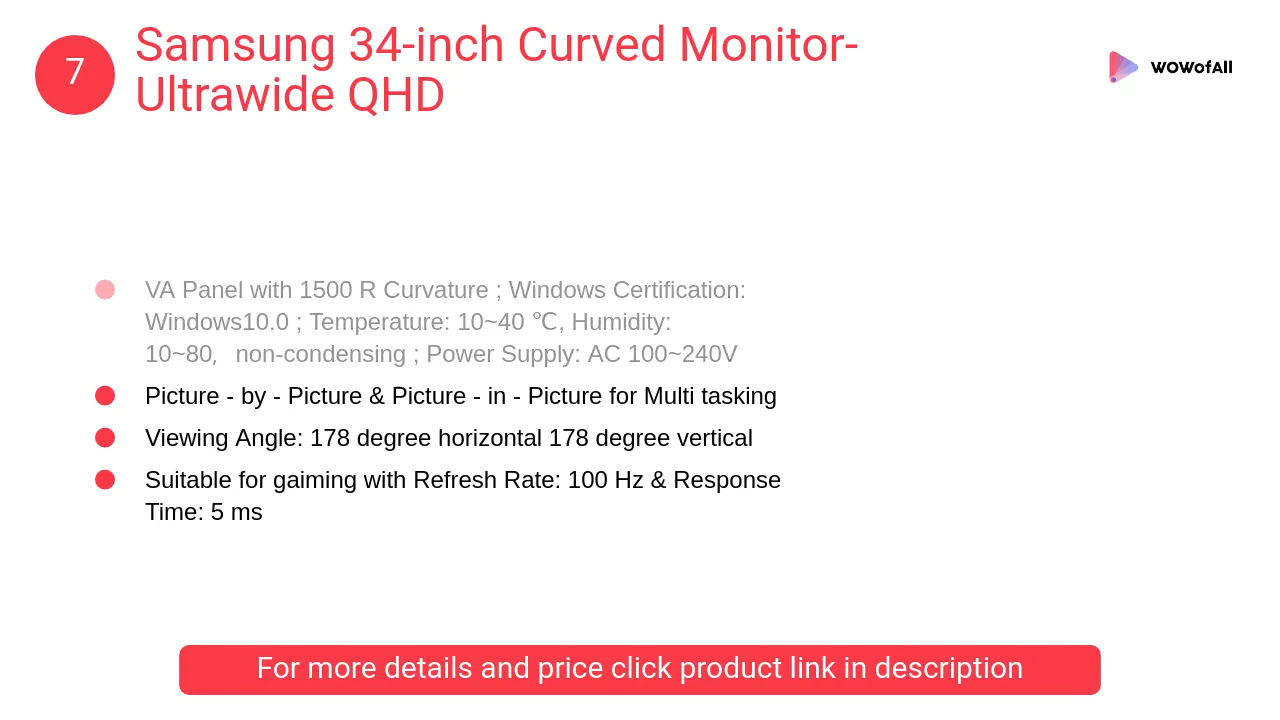 7
Samsung 34-inch Curved Monitor-
Ultrawide QHD
WOWofAll
VA Panel with 1500 R Curvature ; Windows Certification:
Windows10.0 ; Temperature: 10~40 ℃, Humidity:
10~80,  non-condensing ; Power Supply: AC 100~240V
Picture - by - Picture & Picture - in - Picture for Multi tasking
Viewing Angle: 178 degree horizontal 178 degree vertical
Suitable for gaiming with Refresh Rate: 100 Hz & Response
Time: 5 ms
For more details and price click product link in description